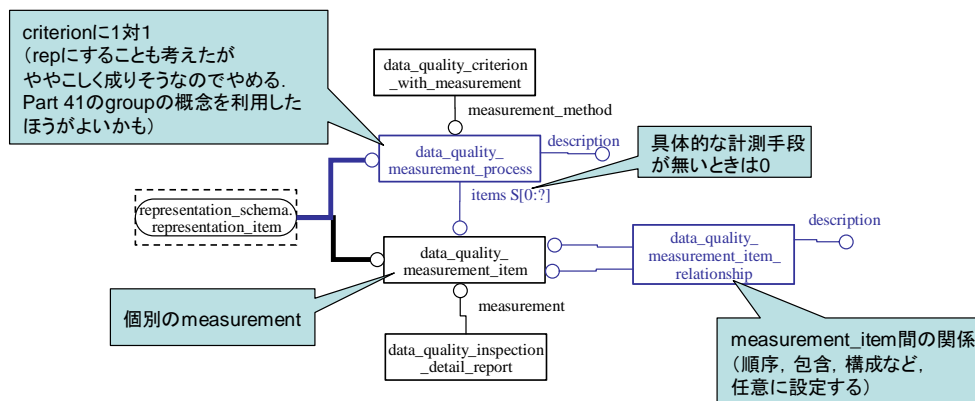 criterionに1対1
（repにすることも考えたが
ややこしく成りそうなのでやめる．
Part 41のgroupの概念を利用した
ほうがよいかも）
data_quality_criterion
_with_measurement
measurement_method
data_quality_
measurement_process
description
具体的な計測手段
が無いときは0
items S[0:?]
representation_schema.
representation_item
data_quality_
measurement_item
data_quality_
measurement_item_
relationship
description
個別のmeasurement
measurement
data_quality_inspection
_detail_report
measurement_item間の関係
（順序，包含，構成など，
任意に設定する）